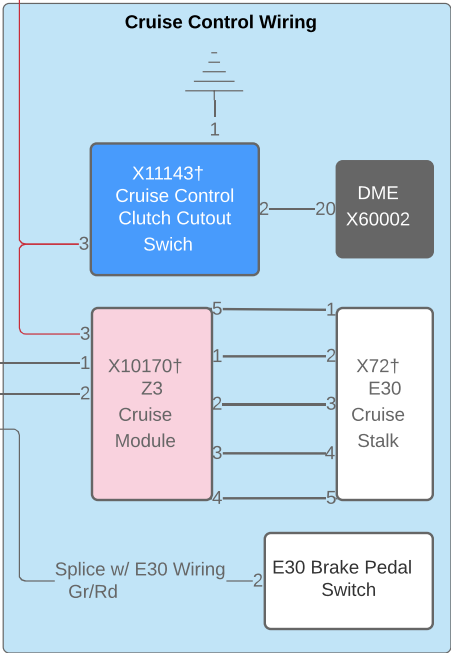 Cruise Control Wiring
1
X11143†
Cruise Control
Clutch Cutout
Swich
3
2
20
DME
X60002
3
1
2
X10170†
Z3
Cruise
Module
5
1
2
3
4
1
2
3
4
5
X72†
E30
Cruise
Stalk
Splice w/ E30 Wiring
Gr/Rd
2
E30 Brake Pedal
Switch